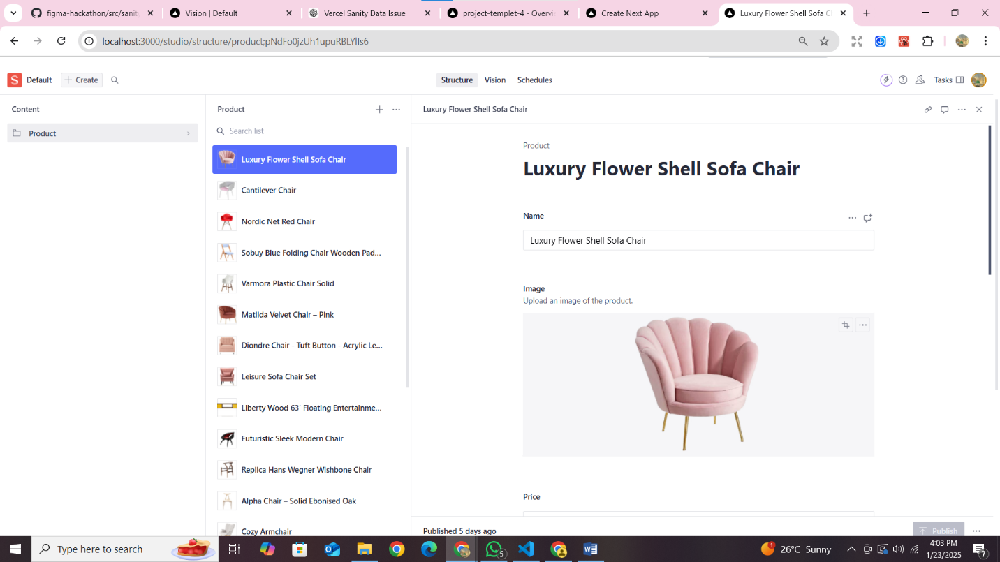 figma-hackathon/src/sanity
Vision | Default
Vercel Sanity Data Issue
project-templet-4 - Overvie
Create Next App
Luxury Flower Shell Sofa C
localhost:3000/studio/structure/product;pNdFo0jzUh1upuRBLYlIs6
S Default
Create
Structure
Vision
Schedules
Tasks
Content
Product
Product
Search list
Luxury Flower Shell Sofa Chair
Cantilever Chair
Nordic Net Red Chair
Sobuy Blue Folding Chair Wooden Pad...
Varmora Plastic Chair Solid
Matilda Velvet Chair – Pink
Diondre Chair - Tuft Button - Acrylic Le...
Leisure Sofa Chair Set
Liberty Wood 63' Floating Entertainme...
Futuristic Sleek Modern Chair
Replica Hans Wegner Wishbone Chair
Alpha Chair – Solid Ebonised Oak
Cozy Armchair
Luxury Flower Shell Sofa Chair
Product
Luxury Flower Shell Sofa Chair
Name
Luxury Flower Shell Sofa Chair
Image
Upload an image of the product.
Price
Published 5 days ago
Publish
Type here to search
5
1
26°C Sunny
4:03 PM
1/23/2025
7